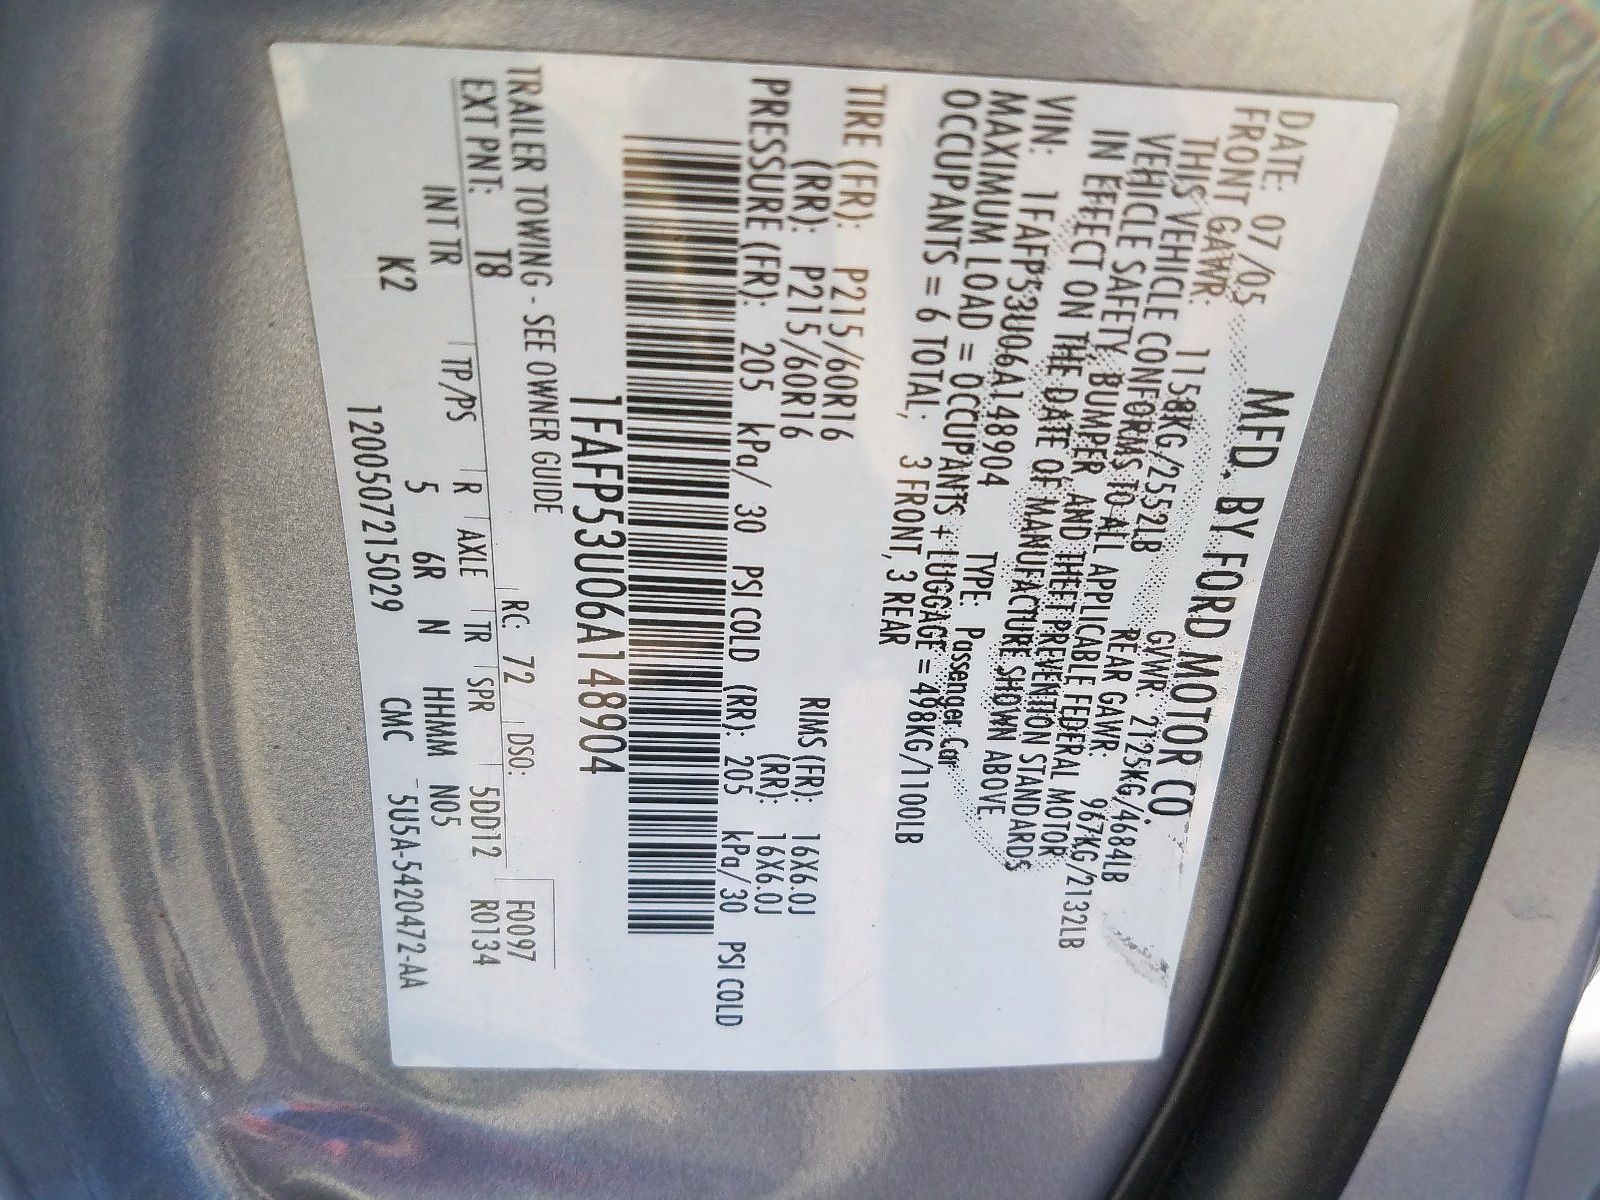 MFD. BY FORD MOTOR CO.
DATE: 07/05 GVWR: 2125KG/4684LB
FRONT GAWR: 1158KG/2552LB REAR GAWR: 967KG/2132LB
THIS VEHICLE CONFORMS TO ALL APPLICABLE FEDERAL MOTOR
VEHICLE SAFETY, BUMPER, AND THEFT PREVENTION STANDARDS
IN EFFECT ON THE DATE OF MANUFACTURE SHOWN ABOVE.
VIN: 1FAFP53U06A148904 TYPE: Passenger Car
MAXIMUM LOAD = OCCUPANTS + LUGGAGE = 498KG/1100LB
OCCUPANTS = 6 TOTAL; 3 FRONT, 3 REAR
TIRE (FR): P215/60R16 RIMS (FR): 16X6.0J
(RR): P215/60R16 (RR): 16X6.0J
PRESSURE (FR): 205 kPa/ 30 PSI COLD (RR): 205 kPa/ 30 PSI COLD
1FAFP53U06A148904
TRAILER TOWING - SEE OWNER GUIDE
F0097
EXT PNT: T8 RC: 72 DSO: R0134
INT TR TP/PS R AXLE TR SPR 5DD12
K2 5 6R N HHMM N05
1200507215029 CMC 5U5A-5420472-AA